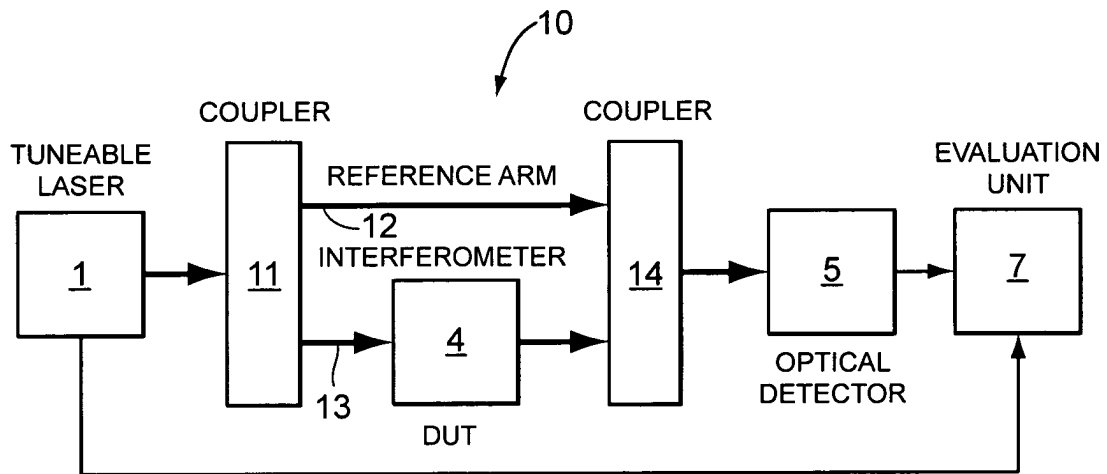 10
COUPLER
COUPLER
TUNEABLE
LASER
EVALUATION
UNIT
REFERENCE ARM
12
INTERFEROMETER
1
11
14
5
7
4
13
OPTICAL
DETECTOR
DUT